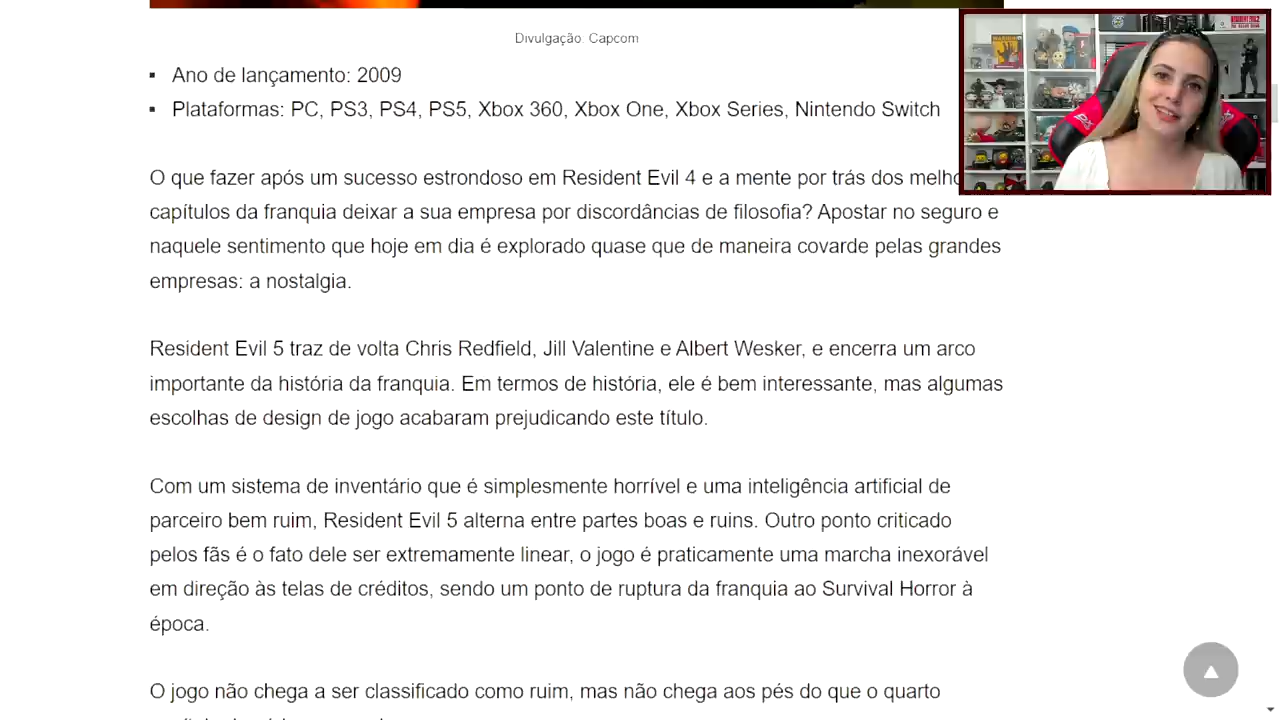 Divulgação: Capcom
▪ Ano de lançamento: 2009
▪ Plataformas: PC, PS3, PS4, PS5, Xbox 360, Xbox One, Xbox Series, Nintendo Switch
O que fazer após um sucesso estrondoso em Resident Evil 4 e a mente por trás dos
capítulos da franquia deixar a sua empresa por discordâncias de filosofia? Apostar no seguro e
naquele sentimento que hoje em dia é explorado quase que de maneira covarde pelas grandes
empresas: a nostalgia.
Resident Evil 5 traz de volta Chris Redfield, Jill Valentine e Albert Wesker, e encerra um arco
importante da história da franquia. Em termos de história, ele é bem interessante, mas algumas
escolhas de design de jogo acabaram prejudicando este título.
Com um sistema de inventário que é simplesmente horrível e uma inteligência artificial de
parceiro bem ruim, Resident Evil 5 alterna entre partes boas e ruins. Outro ponto criticado
pelos fãs é o fato dele ser extremamente linear, o jogo é praticamente uma marcha inexorável
em direção às telas de créditos, sendo um ponto de ruptura da franquia ao Survival Horror à
época.
O jogo não chega a ser classificado como ruim, mas não chega aos pés do que o quarto